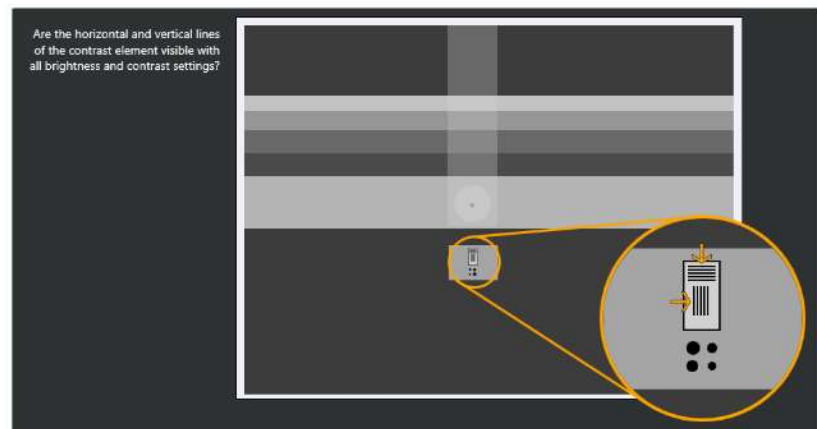 Are the horizontal and vertical lines
of the contrast element visible with
all brightness and contrast settings?